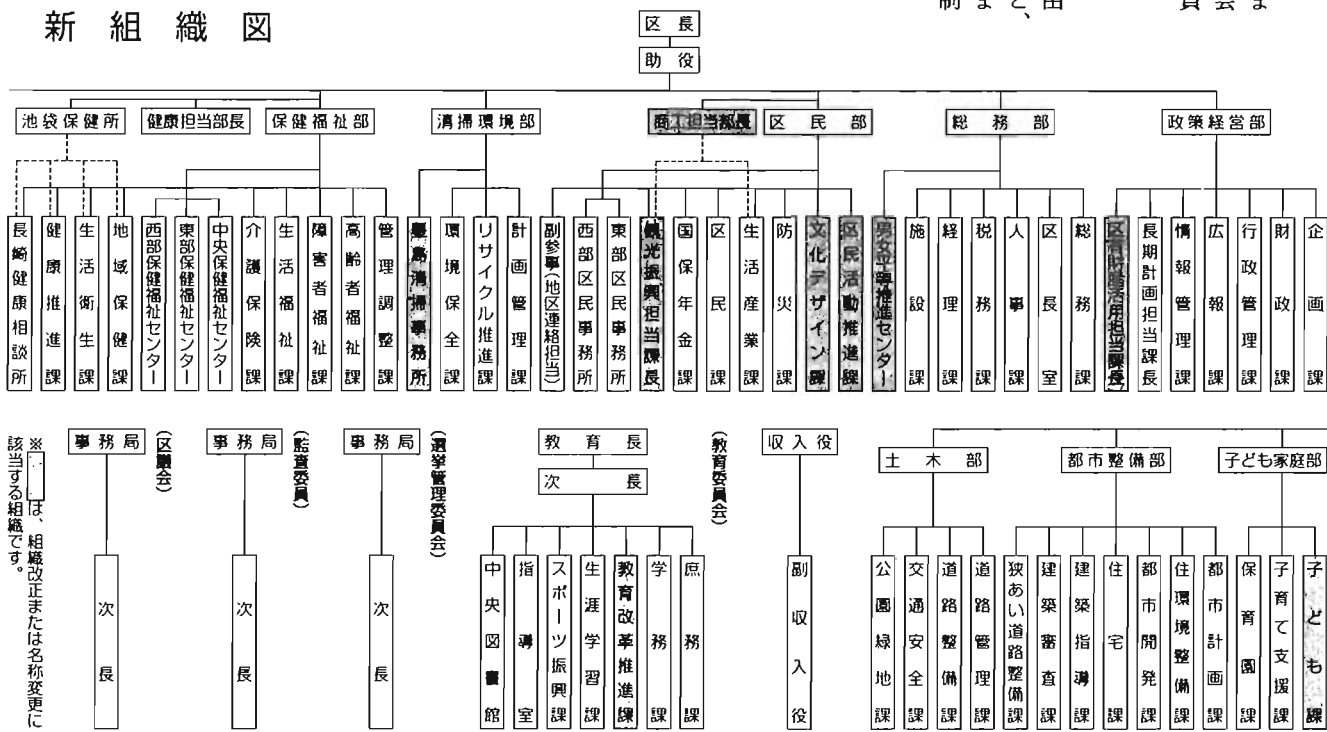 新組織図
区長
助役
池袋保健所
健康担当部長
保健福祉部
清掃環境部
商工担当部長
区民部
総務部
政策経営部
長崎健康相談所
健康推進課
生活衛生課
地域保健課
西部保健福祉センター
東部保健福祉センター
中央保健福祉センター
介護保険課
生活福祉課
障害者福祉課
高齢者福祉課
管理調整課
豊島清掃事務所
環境保全課
リサイクル推進課
計画管理課
副参事(地区連絡担当)
西部区民事務所
東部区民事務所
観光振興担当課長
国保年金課
区民課
生活産業課
防災課
文化デザイン課
区民活動推進課
男女平等推進センター
施設課
経理課
税務課
人事課
区長室
総務課
区有財産活用担当課長
長期計画担当課長
情報管理課
広報課
行政管理課
財政課
企画課
※
は、組織改正または名称変更に
該当する組織です。
事務局
(区議会)
次長
事務局
(監査委員)
次長
事務局
(選挙管理委員会)
次長
教育長
次長
(教育委員会)
中央図書館
指導室
スポーツ振興課
生涯学習課
教育改革推進課
学務課
庶務課
収入役
副収入役
土木部
都市整備部
子ども家庭部
公園緑地課
交通安全課
道路整備課
道路管理課
狭あい道路整備課
建築審査課
建築指導課
住宅課
都市開発課
住環境整備課
都市計画課
保育園課
子育て支援課
子ども課